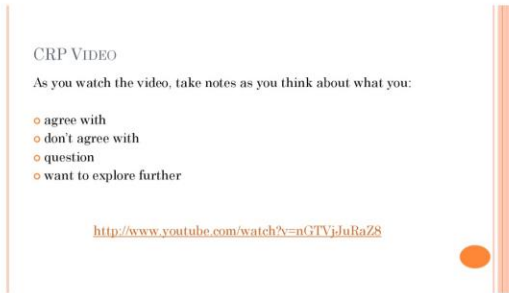 CRP VIDEO
As you watch the video, take notes as you think about what you:
agree with
don't agree with
question
want to explore further
http://www.youtube.com/watch?v=nGTVjJuRaZ8